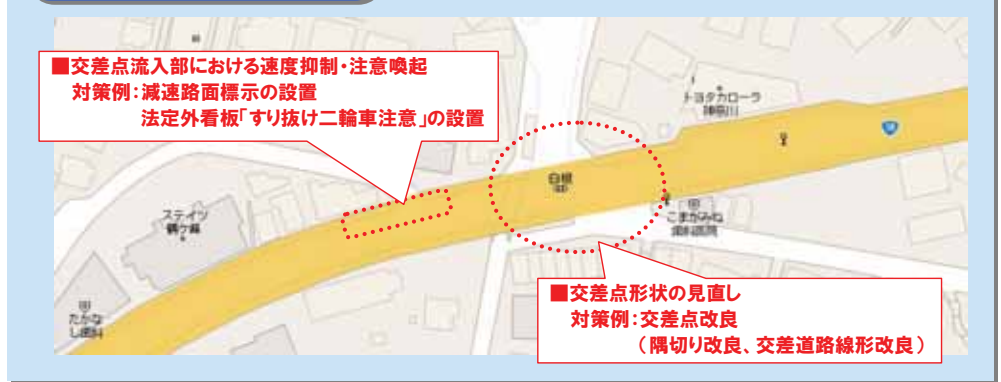 ■交差点流入部における速度抑制・注意喚起
対策例:減速路面標示の設置
法定外看板「すり抜け二輪車注意」の設置
トヨタカローラ
神奈川
白根
ステイツ
鶴ケ峰
こまがみね
歯科医院
たかな
し歯科
■交差点形状の見直し
対策例:交差点改良
(隅切り改良、交差道路線形改良)